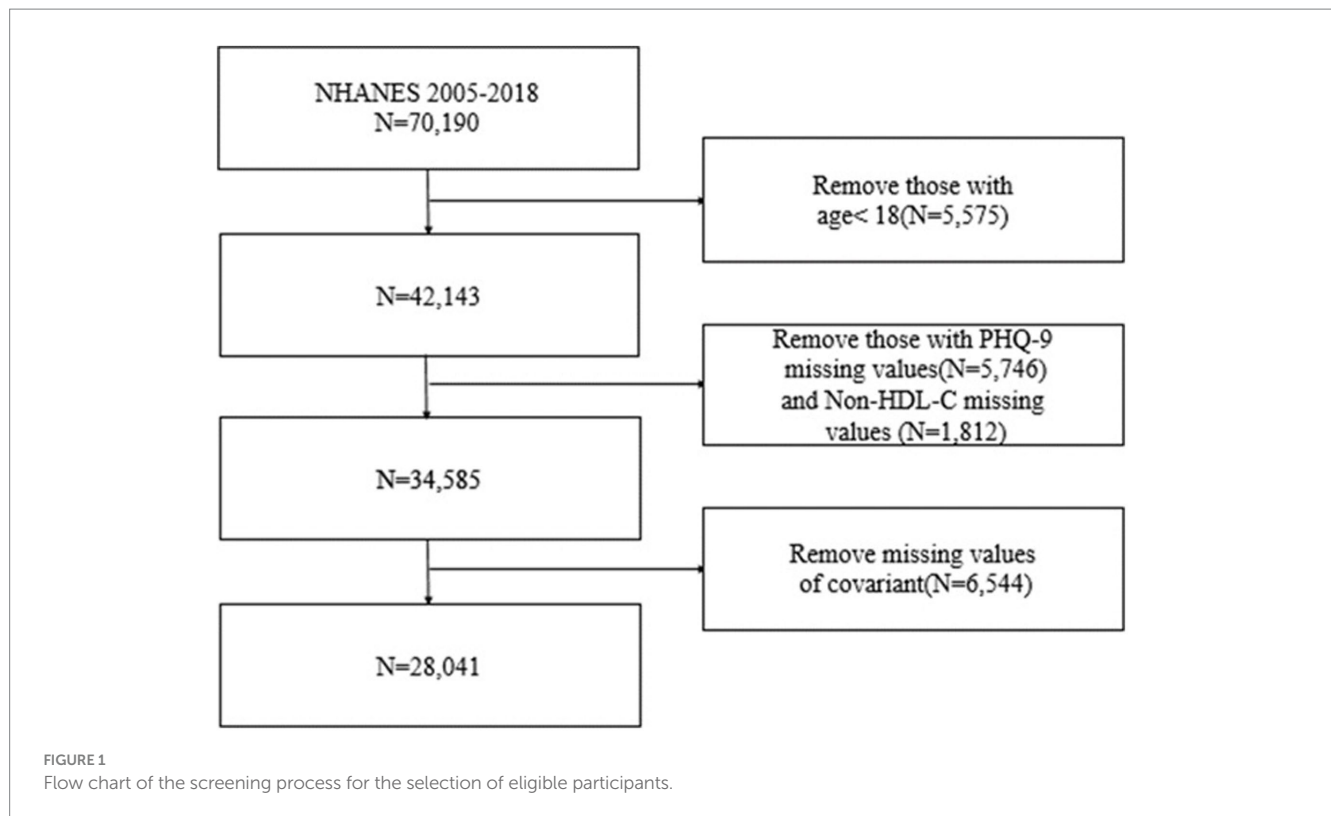 NHANES 2005-2018
N=70,190
Remove those with
age< 18(N=5,575)
N=42,143
Remove those with PHQ-9
missing values(N=5,746)
and Non-HDL-C missing
values (N=1,812)
N=34,585
Remove missing values
of covariant(N=6,544)
N=28,041
FIGURE 1
Flow chart of the screening process for the selection of eligible participants.